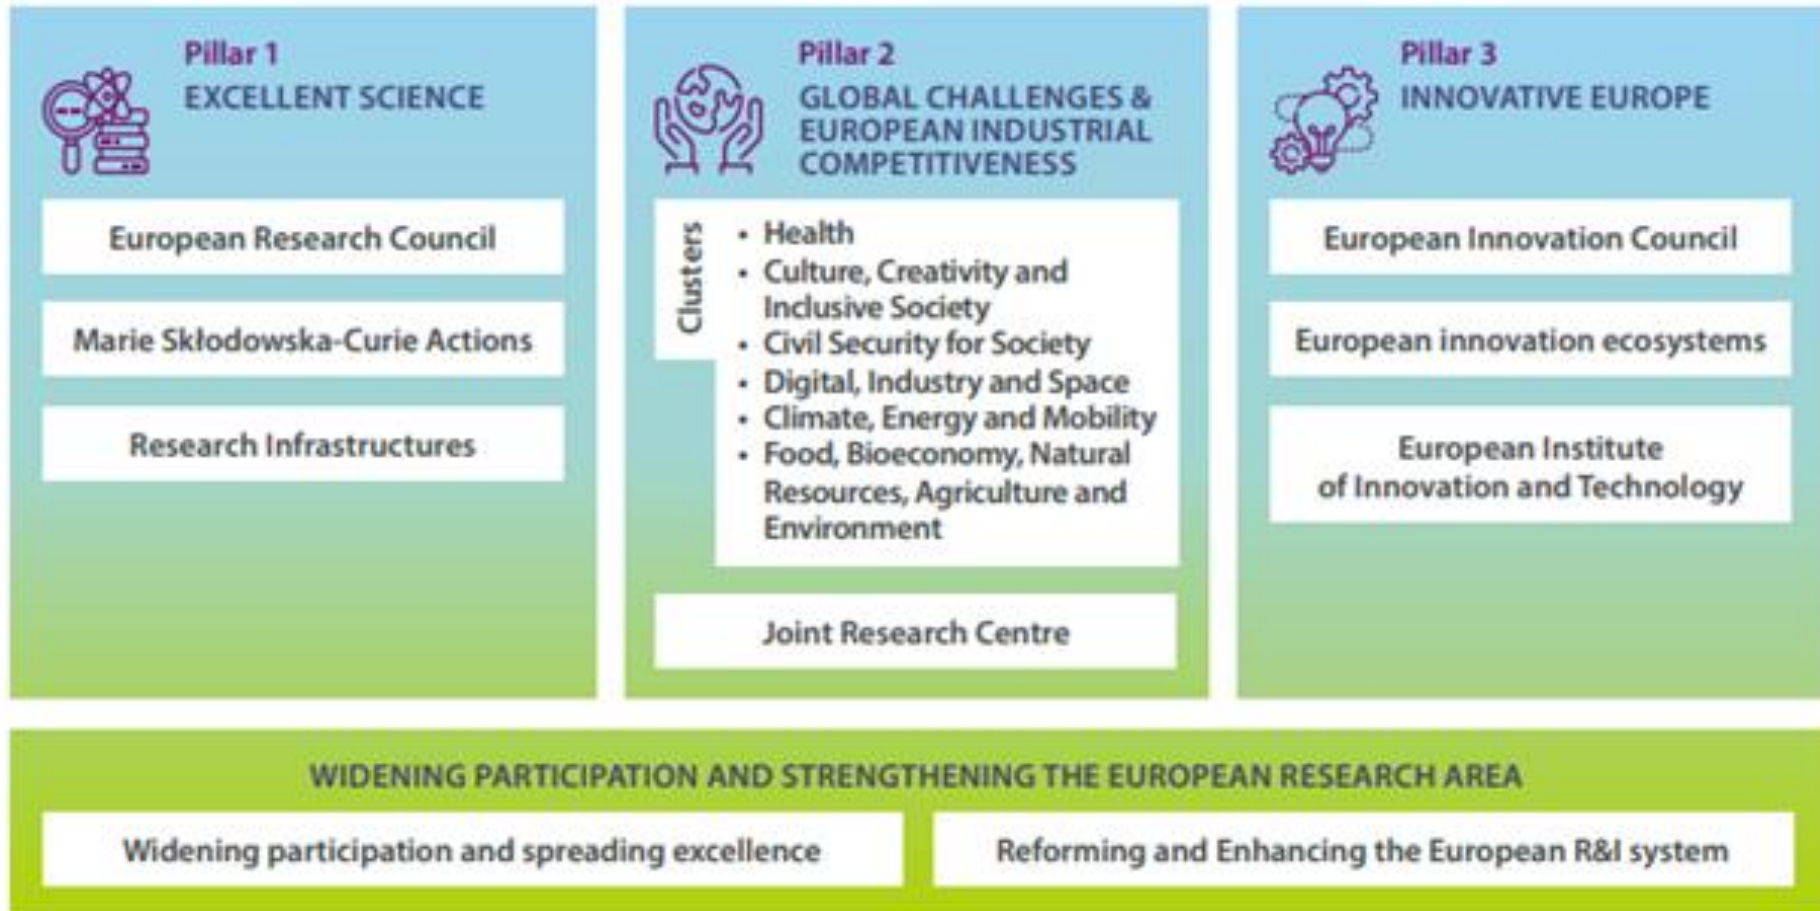 Pillar 1
EXCELLENT SCIENCE
European Research Council
Marie Skłodowska-Curie Actions
Research Infrastructures
Pillar 2
GLOBAL CHALLENGES &
EUROPEAN INDUSTRIAL
COMPETITIVENESS
Clusters
• Health
• Culture, Creativity and
Inclusive Society
• Civil Security for Society
• Digital, Industry and Space
• Climate, Energy and Mobility
• Food, Bioeconomy, Natural
Resources, Agriculture and
Environment
Joint Research Centre
Pillar 3
INNOVATIVE EUROPE
European Innovation Council
European innovation ecosystems
European Institute
of Innovation and Technology
WIDENING PARTICIPATION AND STRENGTHENING THE EUROPEAN RESEARCH AREA
Widening participation and spreading excellence
Reforming and Enhancing the European R&I system